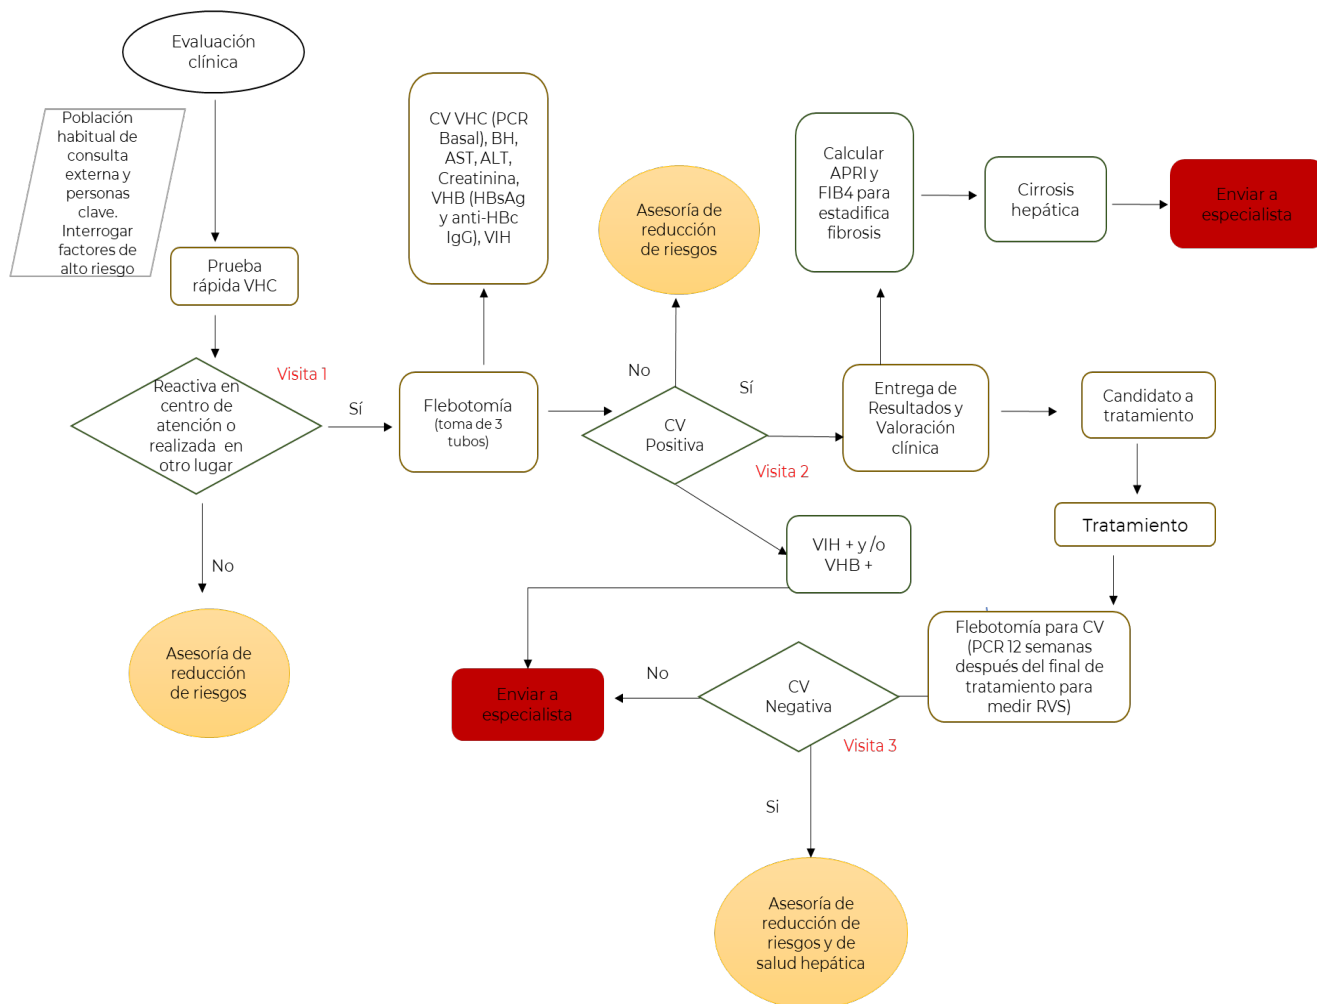 Evaluación
clínica
Población
habitual de
consulta
externa y
personas
clave.
Interrogar
factores de
alto riesgo
Prueba
rápida VHC
Reactiva en
centro de
atención o
realizada en
otro lugar
Visita 1
Sí
No
Asesoría de
reducción
de riesgos
Flebotomía
(toma de 3
tubos)
CV VHC (PCR
Basal), BH,
AST, ALT,
Creatinina,
VHB (HBsAg
y anti-HBc
IgG), VIH
CV
Positiva
No
Asesoría de
reducción
de riesgos
Sí
Visita 2
Entrega de
Resultados y
Valoración
clínica
Calcular
APRI y
FIB4 para
estadifica
fibrosis
Cirrosis
hepática
Enviar a
especialista
Candidato a
tratamiento
Tratamiento
VIH + y /o
VHB +
Flebotomía para CV
(PCR 12 semanas
después del final de
tratamiento para
medir RVS)
CV
Negativa
Visita 3
No
Enviar a
especialista
Si
Asesoría de
reducción de
riesgos y de
salud hepática